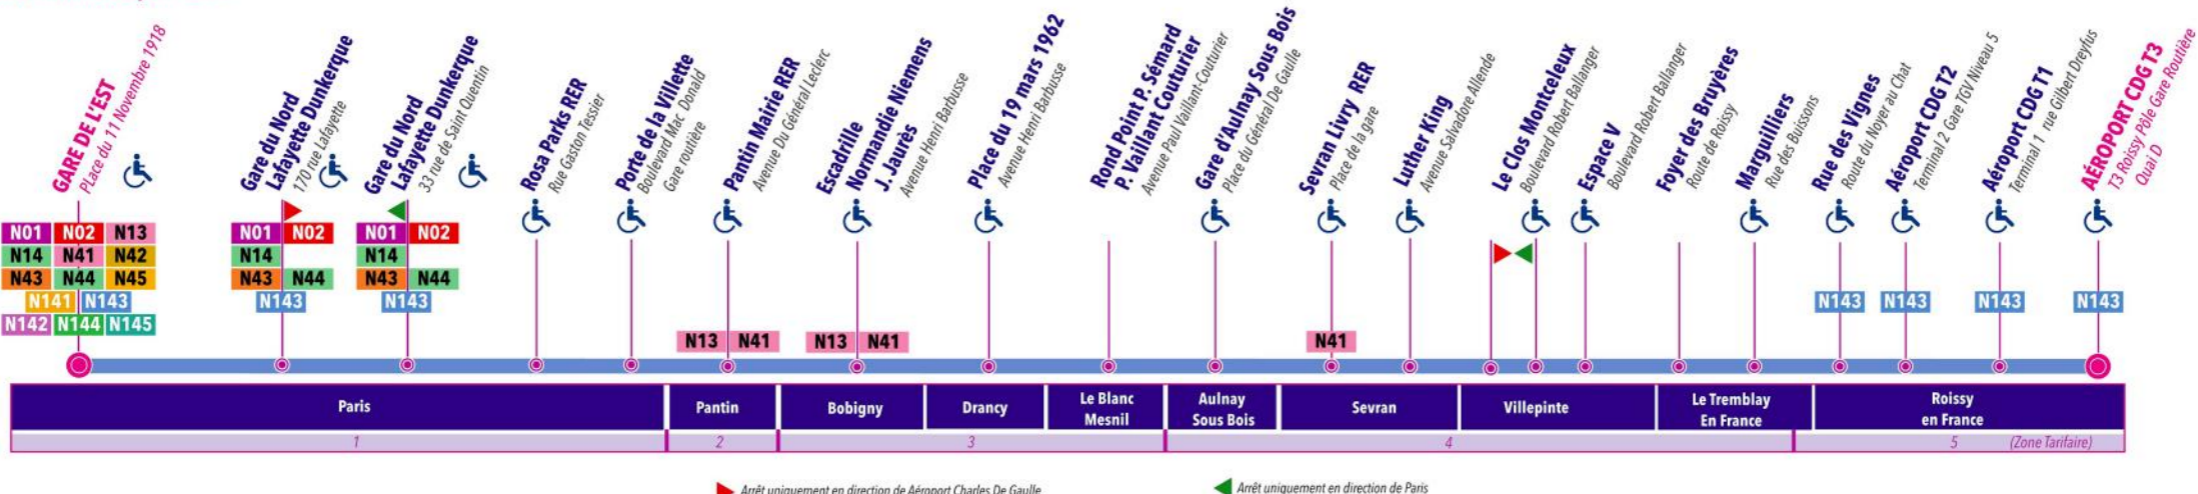 GARE DE L'EST
PLace du 11 Novembre 1918
Gare du Nord
Lafayette Dunkerque
170 rue Lafayette
Gare du Nord
Lafayette Dunkerque
33 rue de Saint Quentin
Rosa Parks RER
Rue Gaston Tessier
Porte de la Villette
Boulevard Mac Donald
Gare routière
Pantin Mairie RER
Avenue Du Général Leclerc
Escadrille
Normandie Niemens
J. Jaurès
Avenue Henri Barbusse
Place du 19 mars 1962
Avenue Henri Barbusse
Rond Point P. Sémard
P. Vaillant Couturier
Avenue Paul Vaillant-Couturier
Gare d'Aulnay Sous Bois
Place du Général De Gaulle
Sevran Livry RER
Place de la gare
Luther King
Avenue Salvadore Allende
Le Clos Montceleux
Boulevard Robert Ballanger
Espace V
Boulevard Robert Ballanger
Foyer des Bruyères
Route de Roissy
Marguilliers
Rue des Buissons
Rue des Vignes
Route du Noyer au Chat
Aéroport CDG T2
Terminal 2 Gare TGV Niveau 5
Aéroport CDG T1
Terminal 1 rue Gilbert Dreyfus
AÉROPORT CDG T3
T3 Roissy Pôle Gare Routière
Quai D
N01 N02 N13 N01 N02 N01 N02
N14 N41 N42 N14 N14
N43 N44 N45 N43 N44 N43 N44
N141 N143 N143 N143 N143 N143 N143 N143
N142 N144 N145
N13 N41 N13 N41 N41
Paris Pantin Bobigny Drancy Le Blanc Mesnil Aulnay Sous Bois Sevran Villepinte Le Tremblay En France Roissy en France
1 2 3 4 5 (Zone Tarifaire)
Arrêt uniquement en direction de Aéroport Charles De Gaulle Arrêt uniquement en direction de Paris